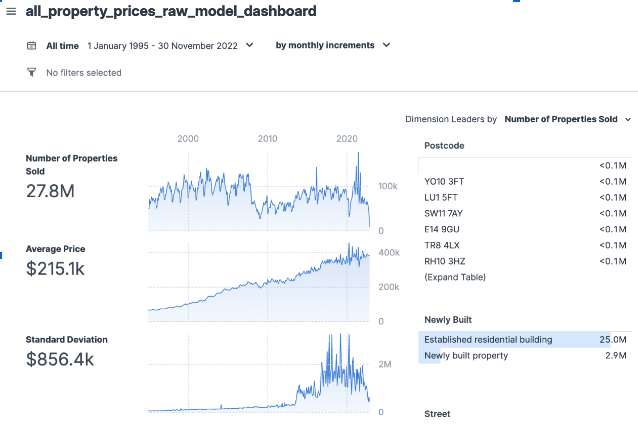 all_property_prices_raw_model_dashboard
All time 1 January 1995 - 30 November 2022 by monthly increments
No filters selected
Dimension Leaders by Number of Properties Sold
2000 2010 2020
Number of Properties
Sold
27.8M
100k
0
Average Price
$215.1k
400k
200k
0
Standard Deviation
$856.4k
2M
0
Postcode
<0.1M
YO10 3FT <0.1M
LU1 5FT <0.1M
SW11 7AY <0.1M
E14 9GU <0.1M
TR8 4LX <0.1M
RH10 3HZ <0.1M
(Expand Table)
Newly Built
Established residential building 25.0M
Newly built property 2.9M
Street